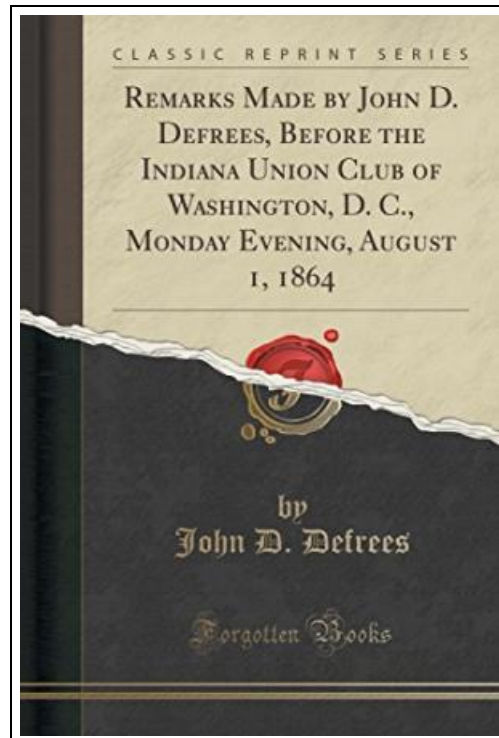 CLASSIC REPRINT SERIES
REMARKS MADE BY JOHN D.
DEFREES, BEFORE THE
INDIANA UNION CLUB OF
WASHINGTON, D. C.,
MONDAY EVENING, AUGUST
1, 1864
by
John D. Defrees
Forgotten Books